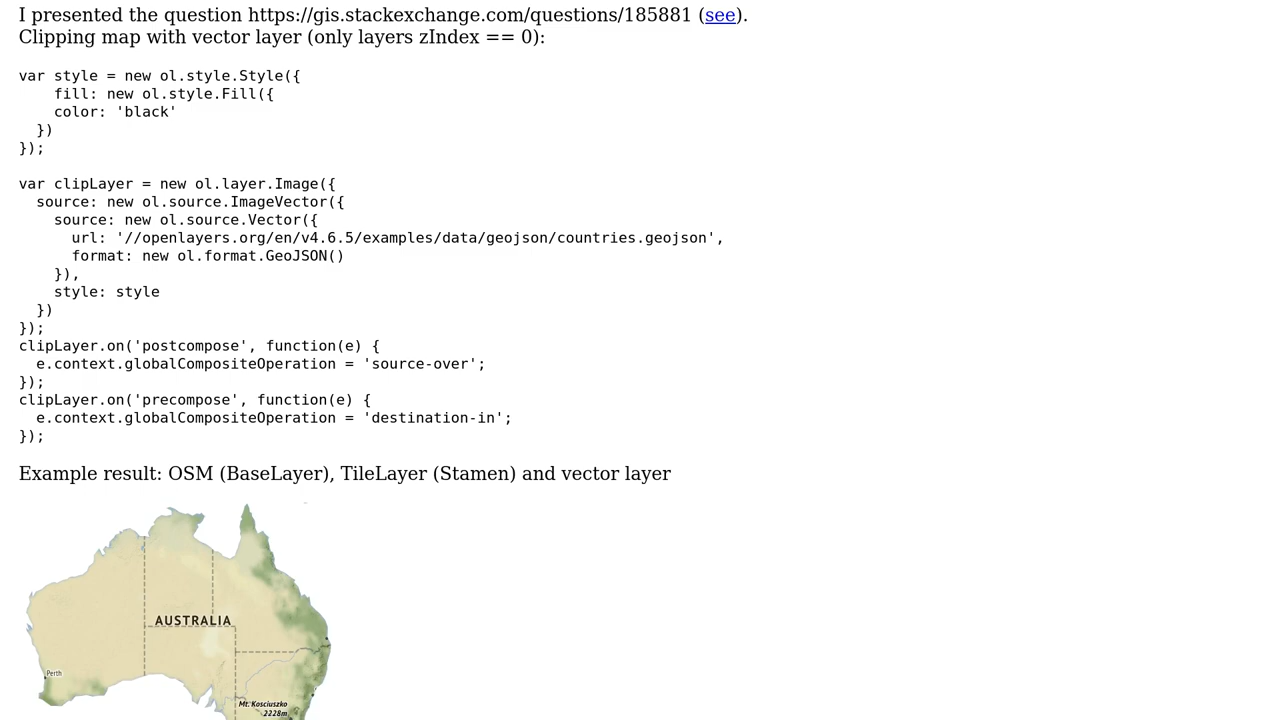 I presented the question https://gis.stackexchange.com/questions/185881 (see).
Clipping map with vector layer (only layers zIndex == 0):
var style = new ol.style.Style({
    fill: new ol.style.Fill({
    color: 'black'
  })
});
var clipLayer = new ol.layer.Image({
  source: new ol.source.ImageVector({
    source: new ol.source.Vector({
      url: '//openlayers.org/en/v4.6.5/examples/data/geojson/countries.geojson',
      format: new ol.format.GeoJSON()
    }),
    style: style
  })
});
clipLayer.on('postcompose', function(e) {
  e.context.globalCompositeOperation = 'source-over';
});
clipLayer.on('precompose', function(e) {
  e.context.globalCompositeOperation = 'destination-in';
});
Example result: OSM (BaseLayer), TileLayer (Stamen) and vector layer
AUSTRALIA
Perth
Mt. Kosciuszko
2228m